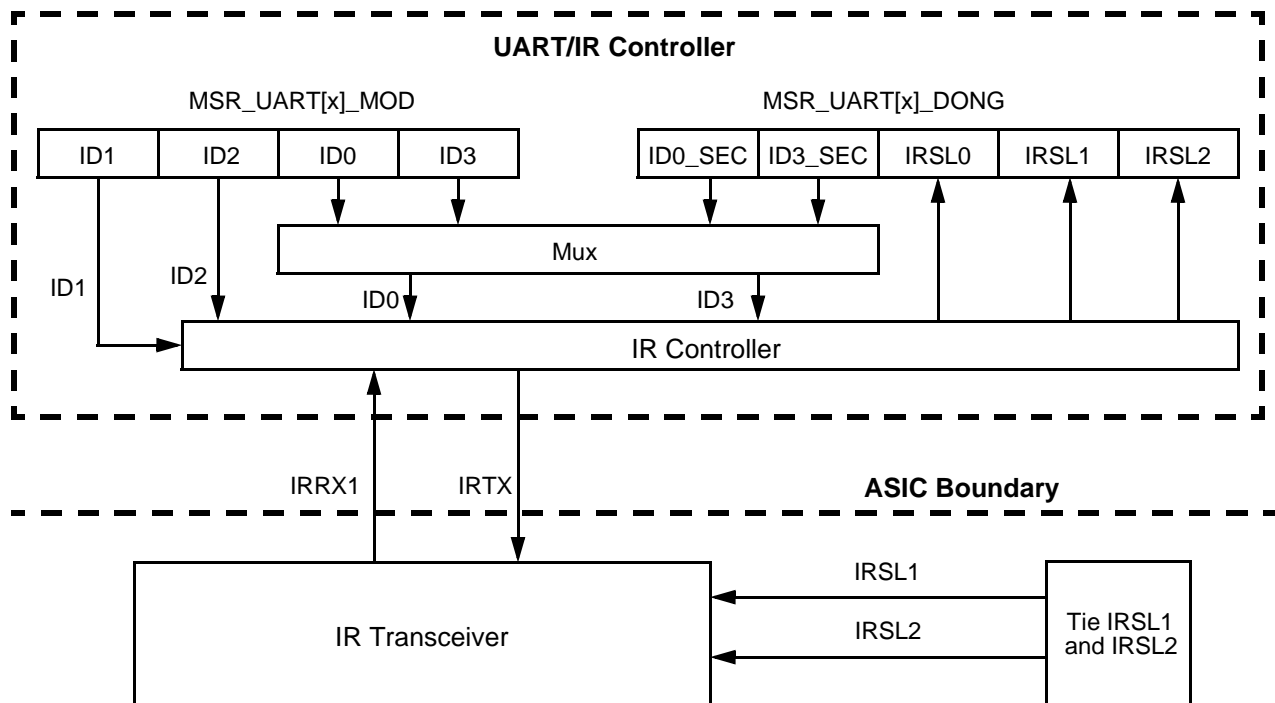 UART/IR Controller
MSR_UART[x]_MOD
MSR_UART[x]_DONG
ID1 ID2 ID0 ID3
ID0_SEC ID3_SEC IRSL0 IRSL1 IRSL2
Mux
ID1
ID2
ID0
ID3
IR Controller
IRRX1
IRTX
ASIC Boundary
IRSL1
IRSL2
IR Transceiver
Tie IRSL1
and IRSL2